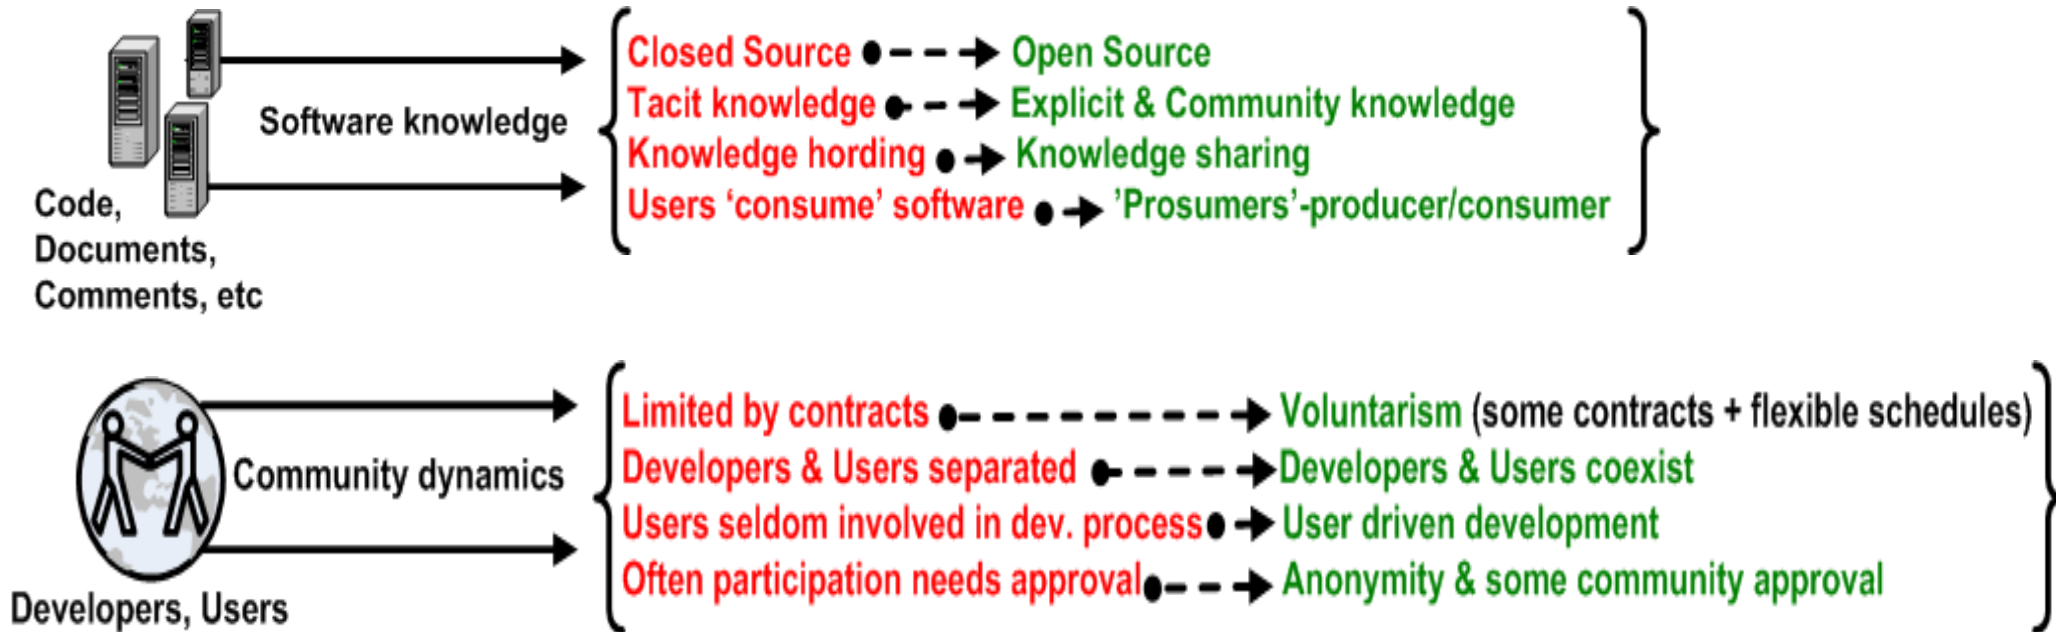 Closed Source Open Source
Tacit knowledge Explicit & Community knowledge
Software knowledge
Knowledge hording Knowledge sharing
Users ‘consume’ software ’Prosumers’-producer/consumer
Code,
Documents,
Comments, etc
Limited by contracts Voluntarism (some contracts + flexible schedules)
Developers & Users separated Developers & Users coexist
Community dynamics
Users seldom involved in dev. process User driven development
Often participation needs approval Anonymity & some community approval
Developers, Users